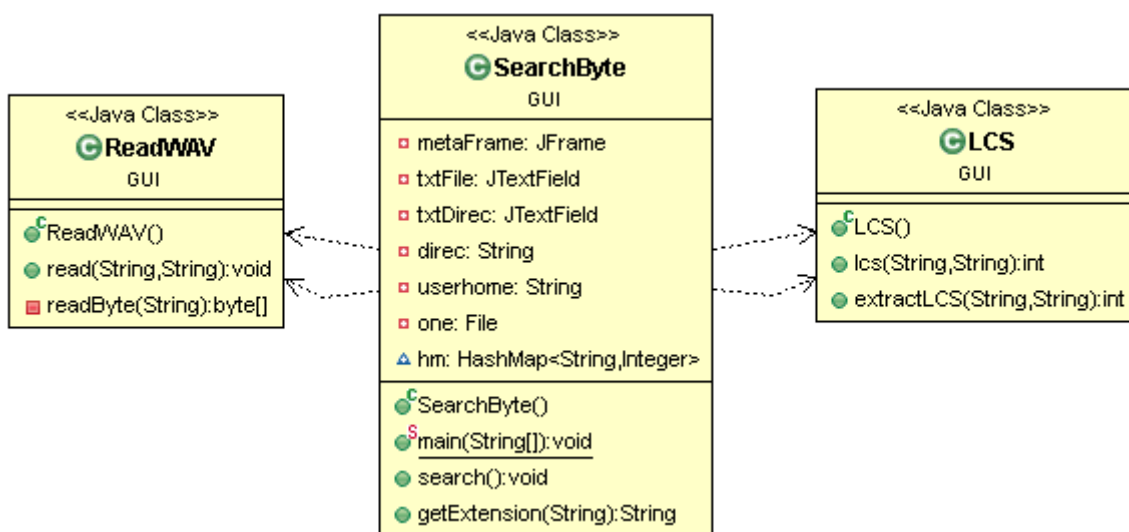 <<Java Class>>
ReadWAV
GUI
ReadWAV()
read(String,String):void
readByte(String):byte[]
<<Java Class>>
SearchByte
GUI
metaFrame: JFrame
txtFile: JTextField
txtDirec: JTextField
direc: String
userhome: String
one: File
hm: HashMap<String,Integer>
SearchByte()
main(String[]):void
search():void
getExtension(String):String
<<Java Class>>
LCS
GUI
LCS()
lcs(String,String):int
extractLCS(String,String):int